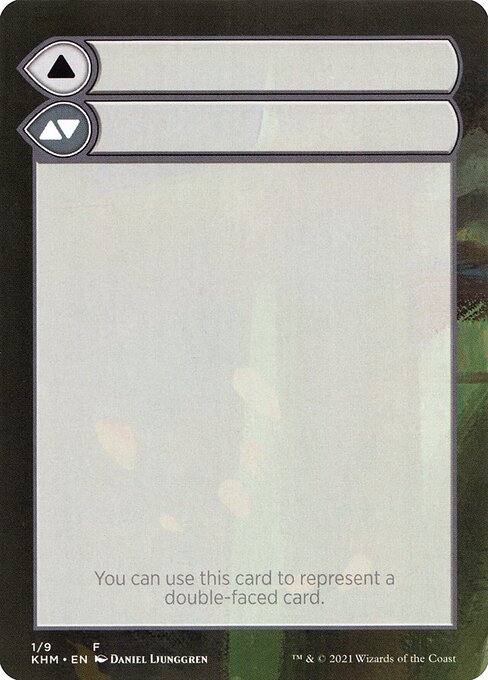 You can use this card to represent a
double-faced card.
1/9 F
KHM • EN Daniel Ljunggren
™ & © 2021 Wizards of the Coast